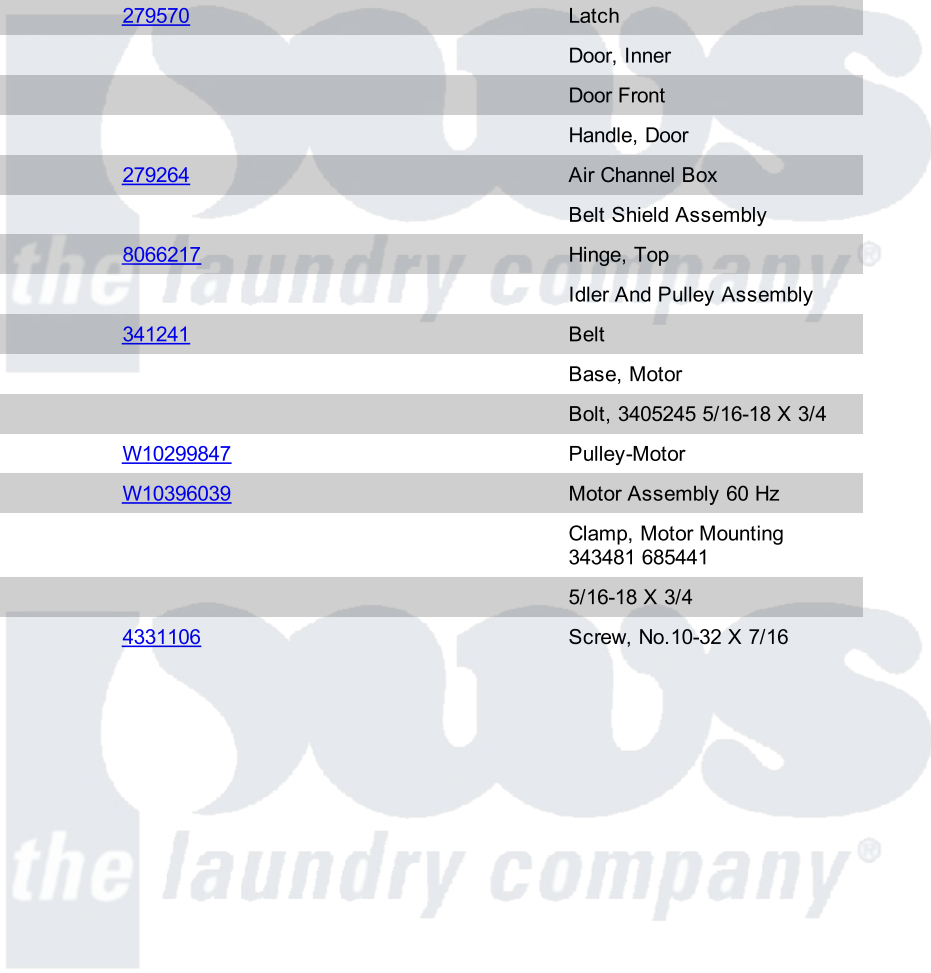 279570 Latch
Door, Inner
Door Front
Handle, Door
279264 Air Channel Box
Belt Shield Assembly
8066217 Hinge, Top
the laundry company®
Idler And Pulley Assembly
341241 Belt
Base, Motor
Bolt, 3405245 5/16-18 X 3/4
W10299847 Pulley-Motor
W10396039 Motor Assembly 60 Hz
Clamp, Motor Mounting
343481 685441
5/16-18 X 3/4
4331106 Screw, No.10-32 X 7/16
pws
the laundry company®